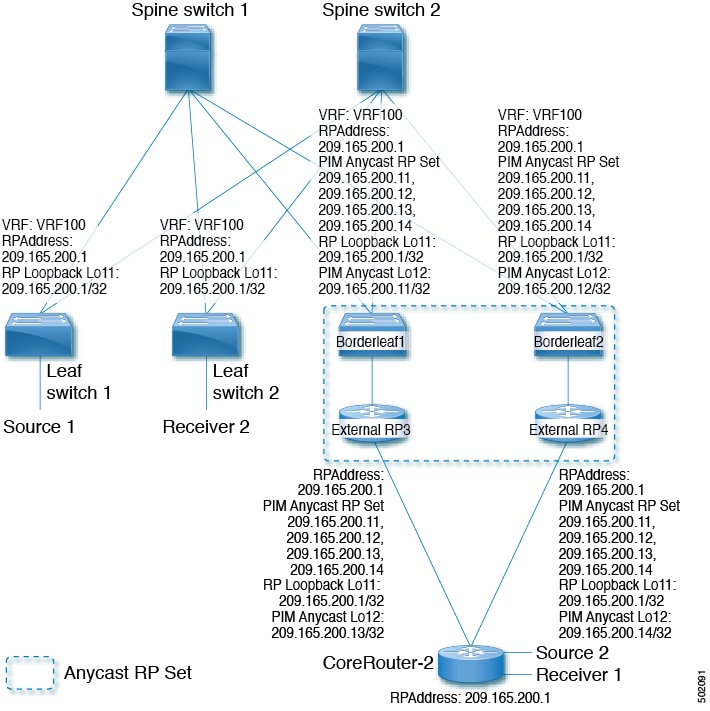 Spine switch 1
Spine switch 2
VRF: VRF100
RPAddress:
209.165.200.1
PIM Anycast RP Set
209.165.200.11,
209.165.200.12,
209.165.200.13,
209.165.200.14
RP Loopback Lo11:
209.165.200.1/32
PIM Anycast Lo12:
209.165.200.11/32
VRF: VRF100
RPAddress:
209.165.200.1
PIM Anycast RP Set
209.165.200.11,
209.165.200.12,
209.165.200.13,
209.165.200.14
RP Loopback Lo11:
209.165.200.1/32
PIM Anycast Lo12:
209.165.200.12/32
VRF: VRF100
RPAddress:
209.165.200.1
RP Loopback Lo11:
209.165.200.1/32
VRF: VRF100
RPAddress:
209.165.200.1
RP Loopback Lo11:
209.165.200.1/32
Leaf
switch 1
Source 1
Leaf
switch 2
Receiver 2
Borderleaf1
Borderleaf2
External RP3
External RP4
RPAddress:
209.165.200.1
PIM Anycast RP Set
209.165.200.11,
209.165.200.12,
209.165.200.13,
209.165.200.14
RP Loopback Lo11:
209.165.200.1/32
PIM Anycast Lo12:
209.165.200.13/32
RPAddress:
209.165.200.1
PIM Anycast RP Set
209.165.200.11,
209.165.200.12,
209.165.200.13,
209.165.200.14
RP Loopback Lo11:
209.165.200.1/32
PIM Anycast Lo12:
209.165.200.14/32
Anycast RP Set
CoreRouter-2
Source 2
Receiver 1
RPAddress: 209.165.200.1
502091